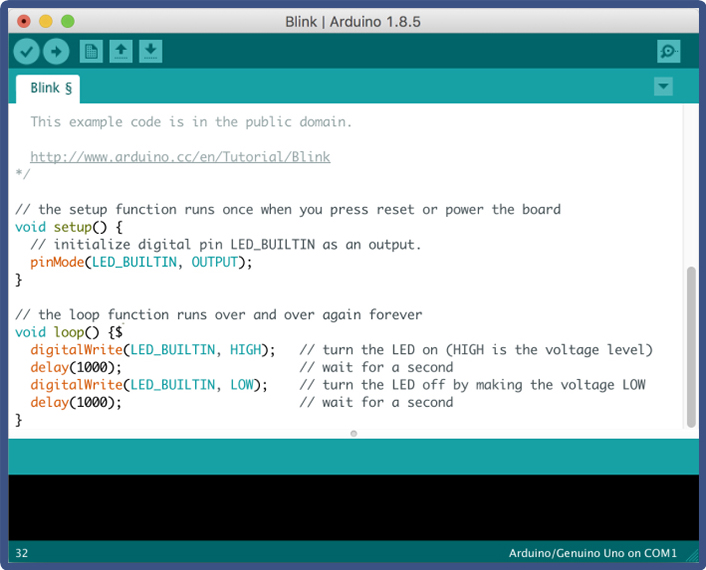 Blink | Arduino 1.8.5
Blink §
This example code is in the public domain.
http://www.arduino.cc/en/Tutorial/Blink
*/
// the setup function runs once when you press reset or power the board
void setup() {
// initialize digital pin LED_BUILTIN as an output.
pinMode(LED_BUILTIN, OUTPUT);
}
// the loop function runs over and over again forever
void loop() {$
digitalWrite(LED_BUILTIN, HIGH);   // turn the LED on (HIGH is the voltage level)
delay(1000);                       // wait for a second
digitalWrite(LED_BUILTIN, LOW);    // turn the LED off by making the voltage LOW
delay(1000);                       // wait for a second
}
32 Arduino/Genuino Uno on COM1